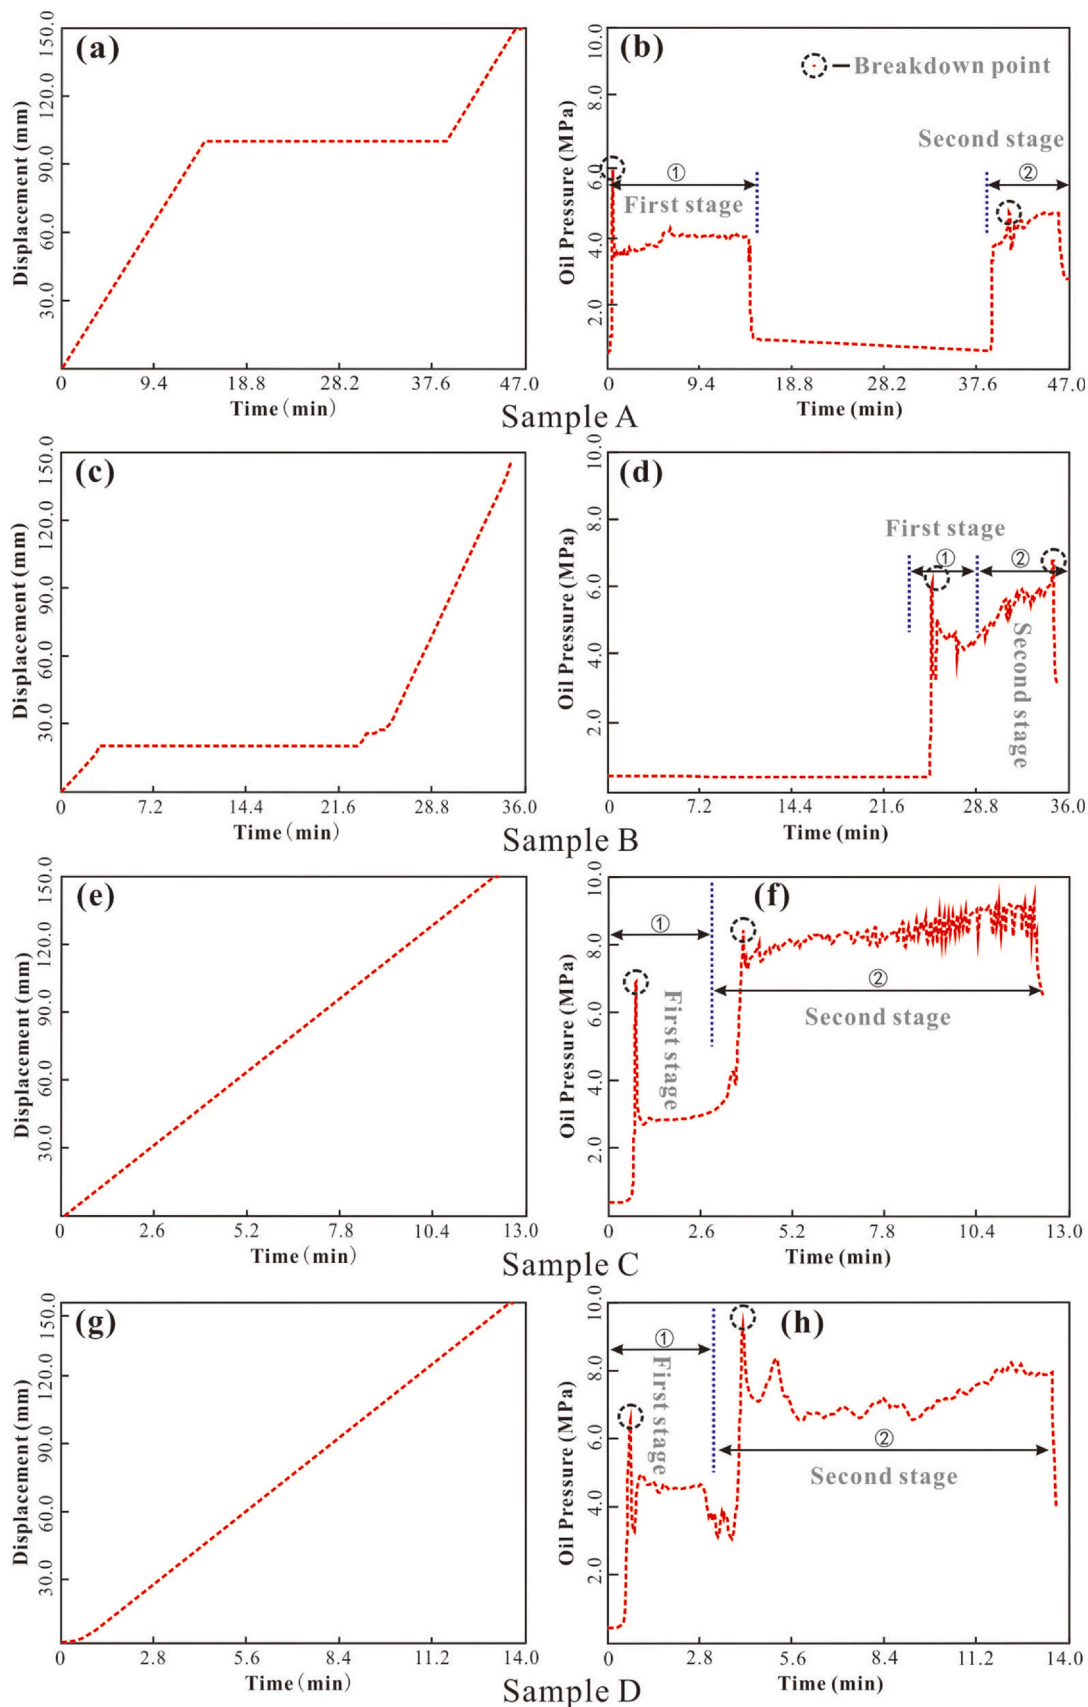 (a)
Displacement (mm)
150.0
120.0
90.0
60.0
30.0
0 9.4 18.8 28.2 37.6 47.0
Time (min)
(b)
Breakdown point
Oil Pressure (MPa)
10.0
8.0
6.0
4.0
2.0
① First stage
Second stage ②
0 9.4 18.8 28.2 37.6 47.0
Time (min)
Sample A
(c)
Displacement (mm)
150.0
120.0
90.0
60.0
30.0
0 7.2 14.4 21.6 28.8 36.0
Time (min)
(d)
Oil Pressure (MPa)
10.0
8.0
6.0
4.0
2.0
First stage
① ②
Second stage
0 7.2 14.4 21.6 28.8 36.0
Time (min)
Sample B
(e)
Displacement (mm)
150.0
120.0
90.0
60.0
30.0
0 2.6 5.2 7.8 10.4 13.0
Time (min)
(f)
Oil Pressure (MPa)
10.0
8.0
6.0
4.0
2.0
①
First stage
②
Second stage
0 2.6 5.2 7.8 10.4 13.0
Time (min)
Sample C
(g)
Displacement (mm)
150.0
120.0
90.0
60.0
30.0
0 2.8 5.6 8.4 11.2 14.0
Time (min)
(h)
Oil Pressure (MPa)
10.0
8.0
6.0
4.0
2.0
①
First stage
②
Second stage
0 2.8 5.6 8.4 11.2 14.0
Time (min)
Sample D